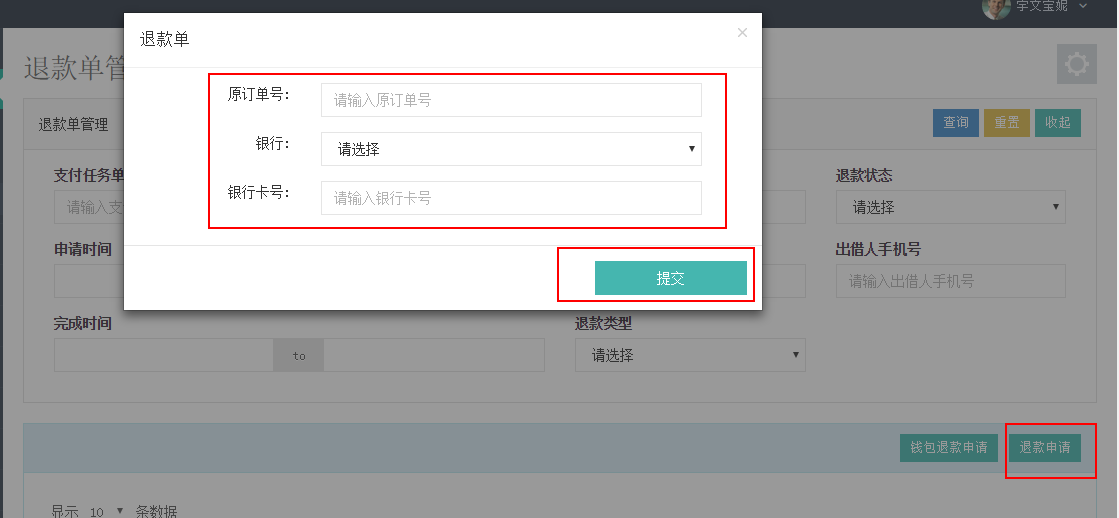 宇文宝妮
退款单
×
退款单管
原订单号：
请输入原订单号
退款单管理
查询
重置
收起
银行：
请选择
支付任务单
退款状态
银行卡号：
请输入银行卡号
请输入支
请选择
申请时间
出借人手机号
提交
请输入出借人手机号
完成时间
退款类型
to
请选择
钱包退款申请
退款申请
显示 10 条数据